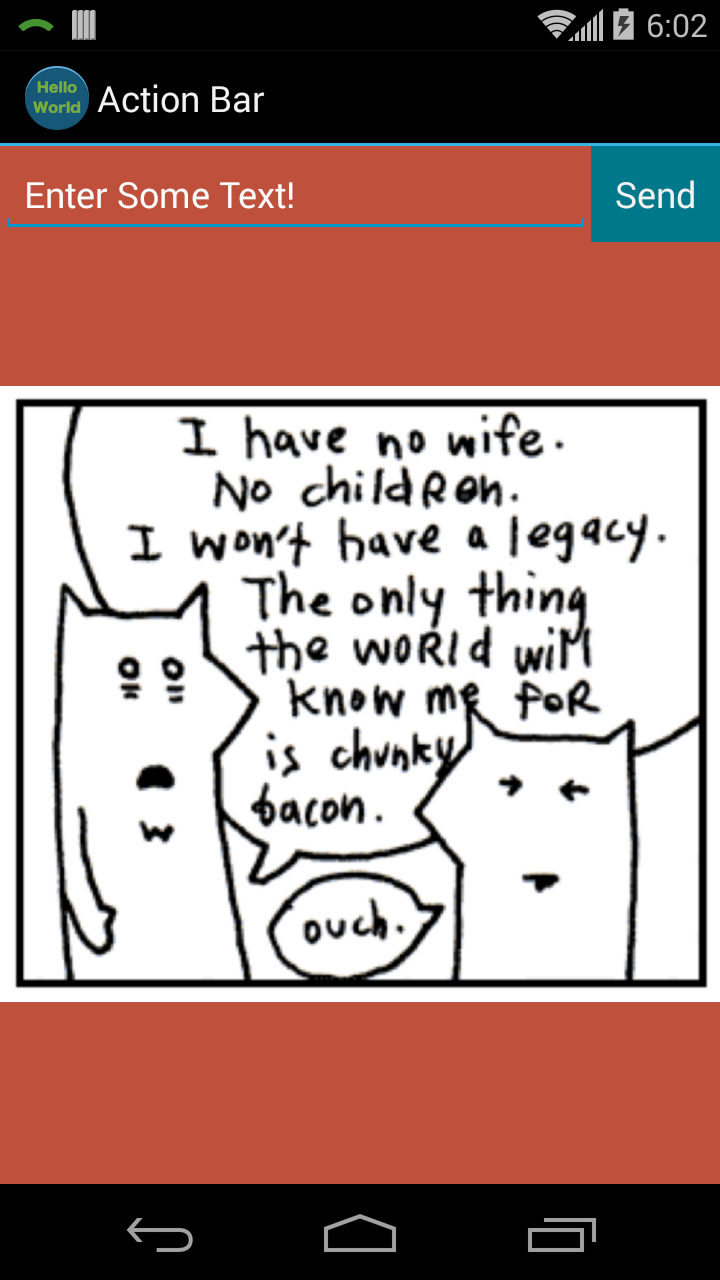 6:02
Hello
World
Action Bar
Enter Some Text!
Send
I have no wife.
No children.
I won't have a legacy.
The only thing
the world will
know me for
is chunky
bacon.
ouch.